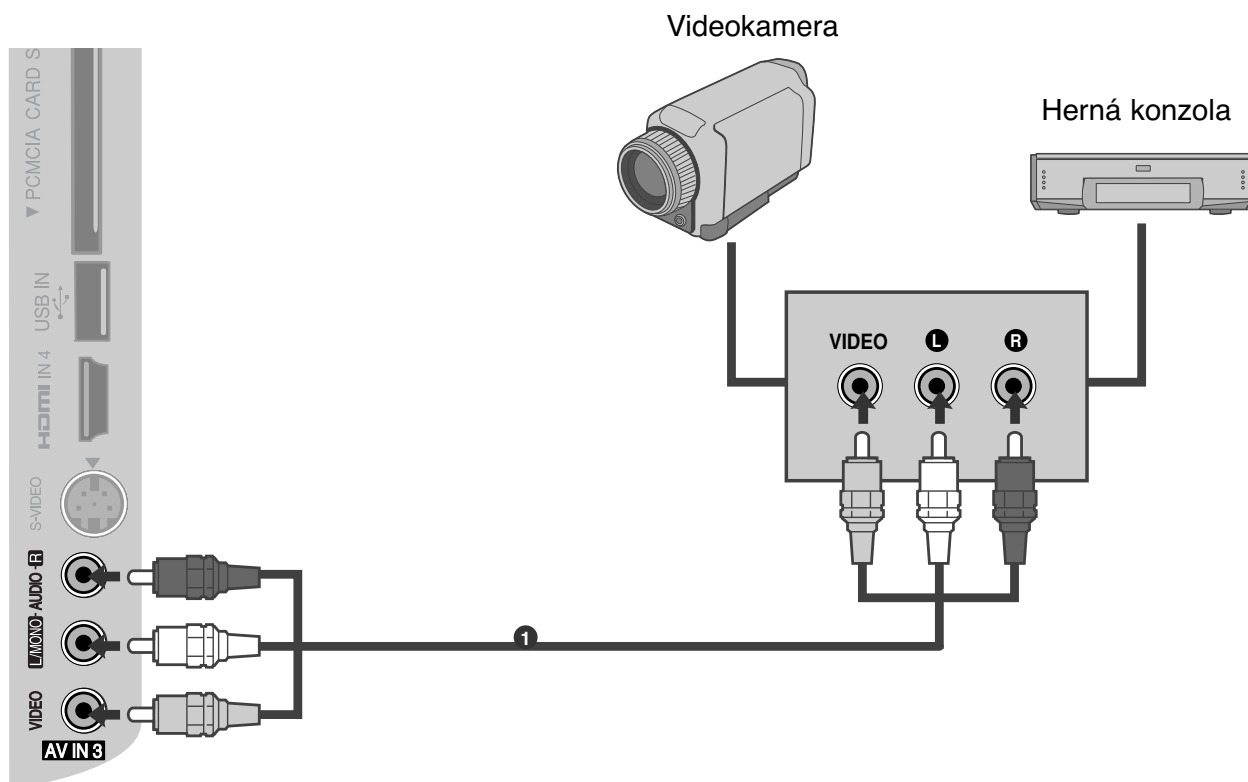 Videokamera
Herná konzola
▼ PCMCIA CARD S
USB IN
HDMI IN 4
S-VIDEO
L/MONO - AUDIO - R
VIDEO
AV IN 3
VIDEO L R
1